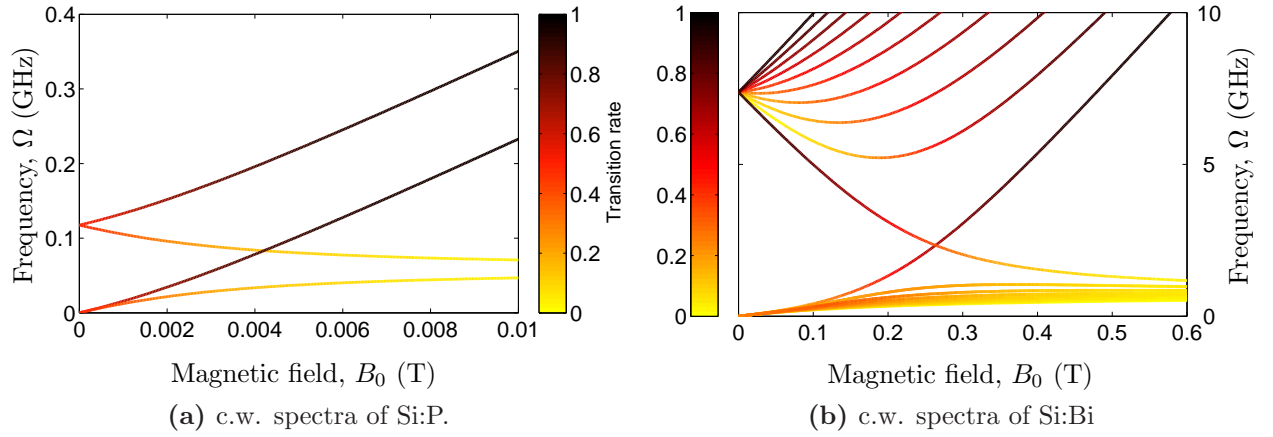 0.4
0.3
0.2
0.1
0
Frequency, Ω (GHz)
0 0.002 0.004 0.006 0.008 0.01
Magnetic field, B₀ (T)
1
0.8
0.6
0.4
0.2
0
Transition rate
(a) c.w. spectra of Si:P.
1
0.8
0.6
0.4
0.2
0
0 0.1 0.2 0.3 0.4 0.5 0.6
Magnetic field, B₀ (T)
10
5
0
Frequency, Ω (GHz)
(b) c.w. spectra of Si:Bi